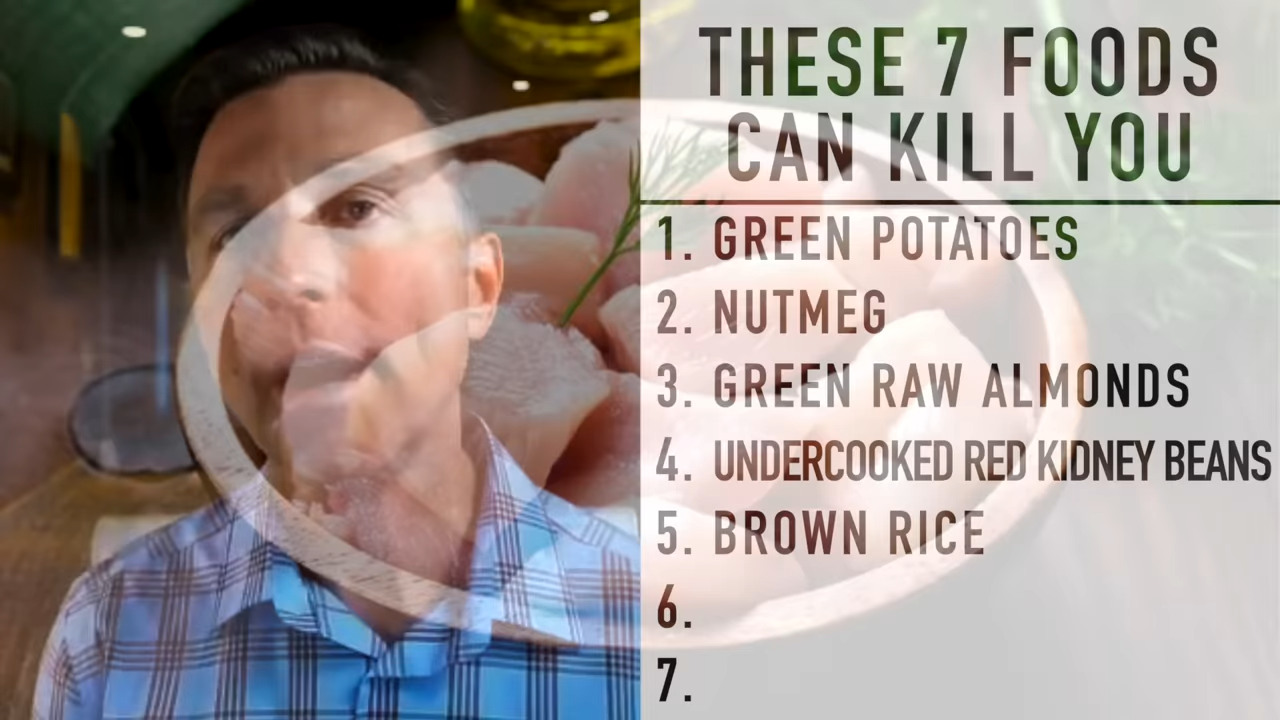 THESE 7 FOODS
CAN KILL YOU
1. GREEN POTATOES
2. NUTMEG
3. GREEN RAW ALMONDS
4. UNDERCOOKED RED KIDNEY BEANS
5. BROWN RICE
6.
7.